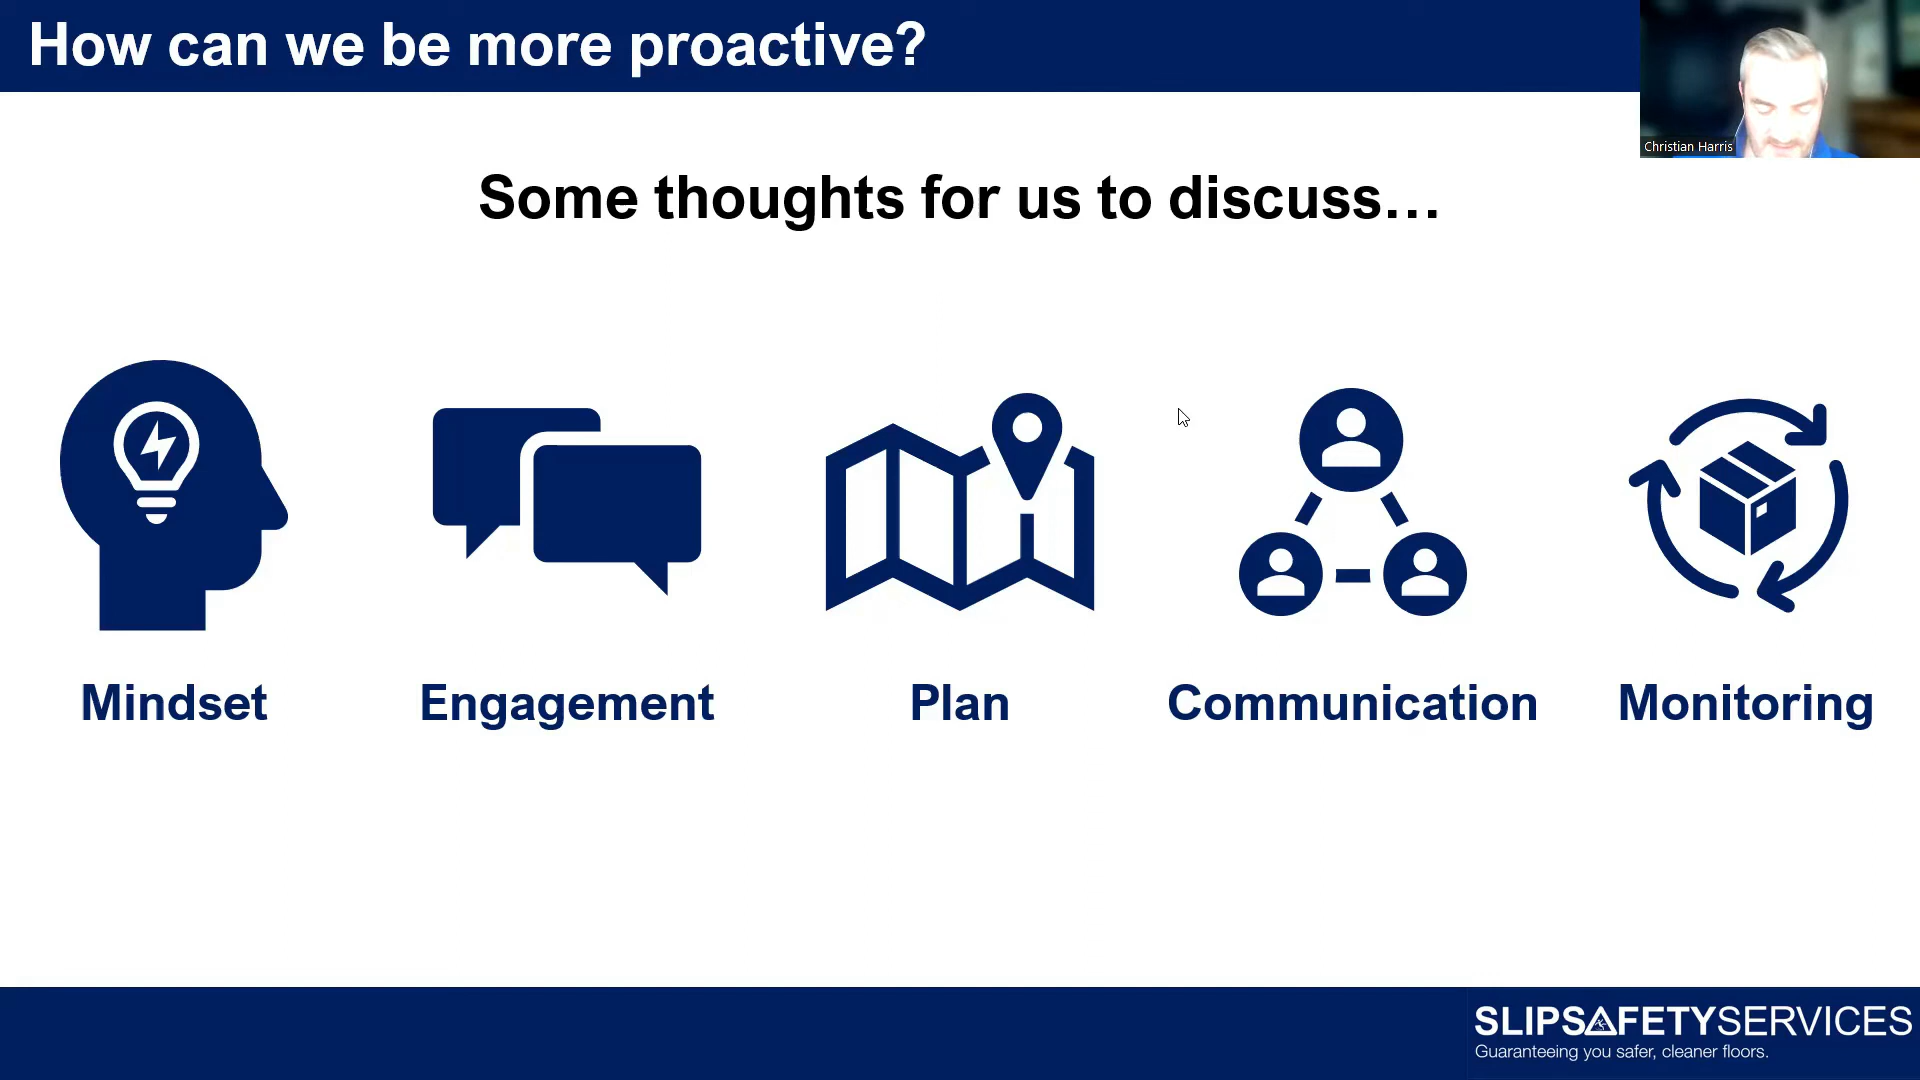 How can we be more proactive?
Christian Harris
Some thoughts for us to discuss…
Mindset
Engagement
Plan
Communication
Monitoring
SLIPSAFETYSERVICES
Guaranteeing you safer, cleaner floors.